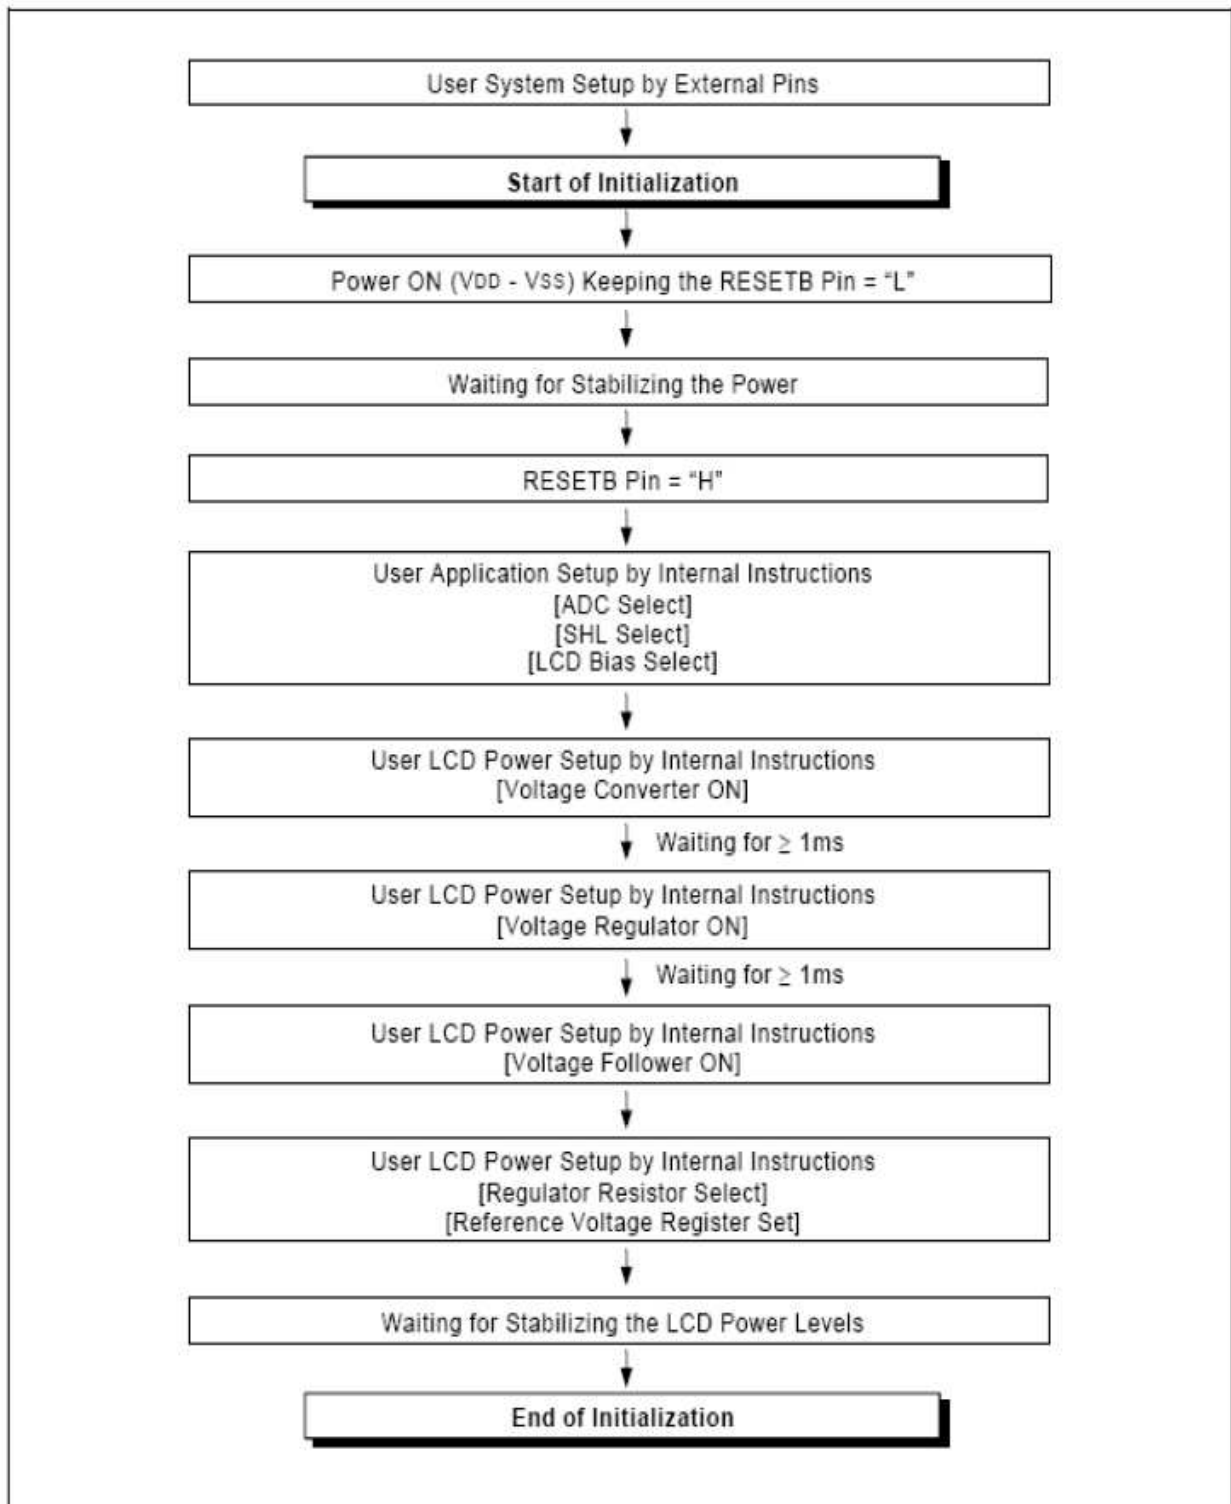 User System Setup by External Pins
Start of Initialization
Power ON (VDD - VSS) Keeping the RESETB Pin = “L”
Waiting for Stabilizing the Power
RESETB Pin = “H”
User Application Setup by Internal Instructions
[ADC Select]
[SHL Select]
[LCD Bias Select]
User LCD Power Setup by Internal Instructions
[Voltage Converter ON]
Waiting for ≥ 1ms
User LCD Power Setup by Internal Instructions
[Voltage Regulator ON]
Waiting for ≥ 1ms
User LCD Power Setup by Internal Instructions
[Voltage Follower ON]
User LCD Power Setup by Internal Instructions
[Regulator Resistor Select]
[Reference Voltage Register Set]
Waiting for Stabilizing the LCD Power Levels
End of Initialization